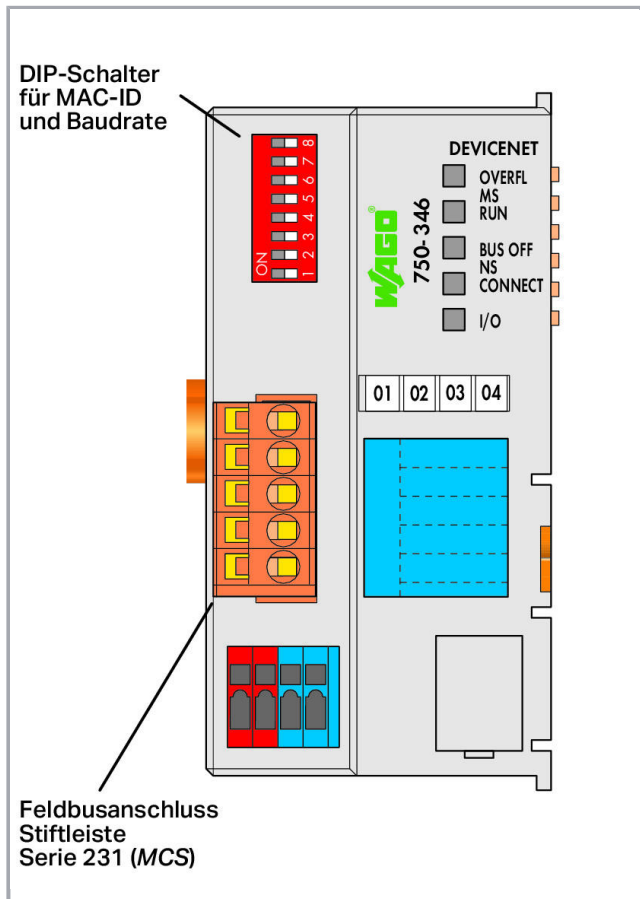 DIP-Schalter
für MAC-ID
und Baudrate
ON
1 2 3 4 5 6 7 8
WAGO®
750-346
DEVICENET
OVERFL
MS
RUN
BUS OFF
NS
CONNECT
I/O
01 02 03 04
Feldbusanschluss
Stiftleiste
Serie 231 (MCS)